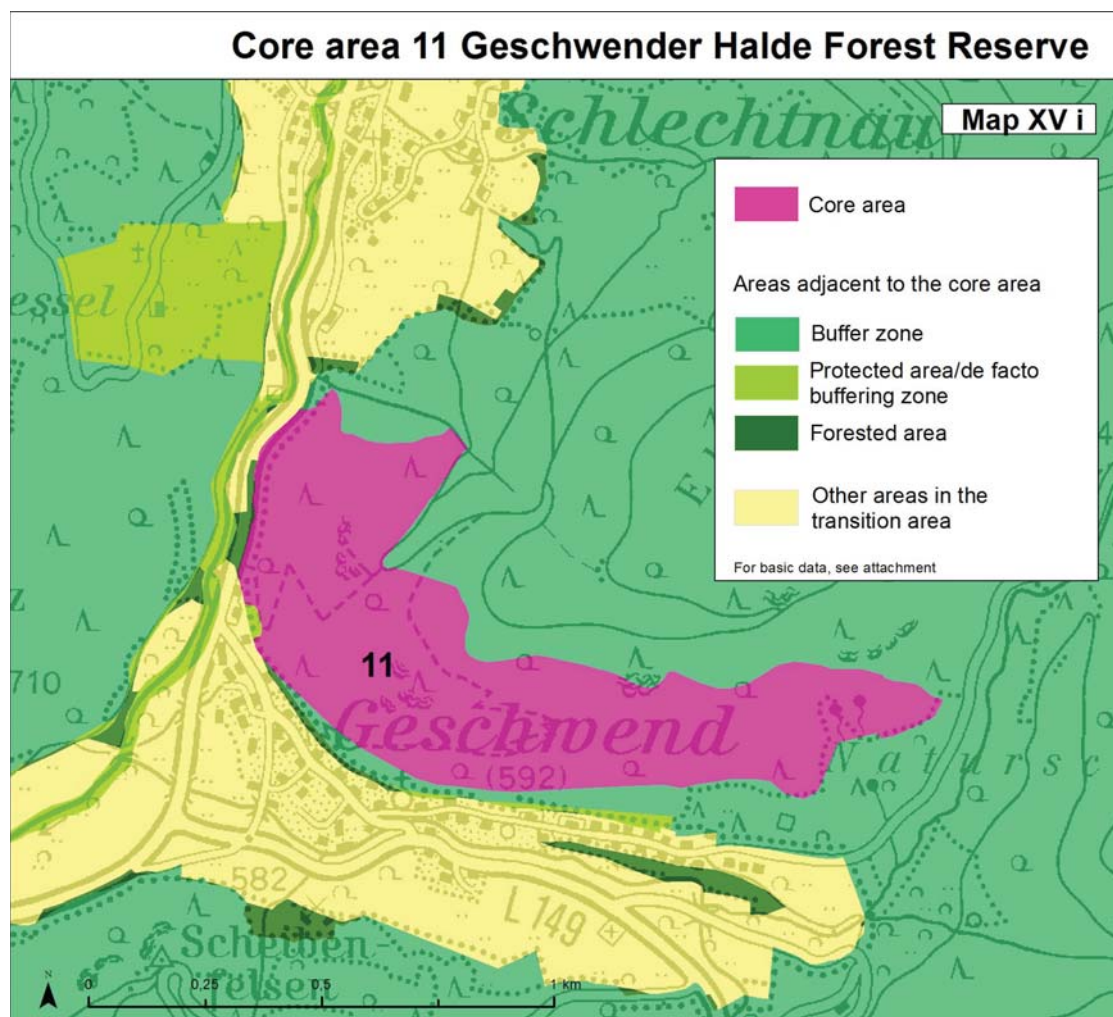 Core area 11 Geschwender Halde Forest Reserve
Map XV i
Schlechtnau
Core area
Areas adjacent to the core area
Buffer zone
Protected area/de facto
buffering zone
Forested area
Other areas in the
transition area
For basic data, see attachment
essel
E
4
Z
710
11
Geschwend
(592)
Natursc
582
L 149
Scheiben-
felsen
N
0 0,25 0,5 1 km